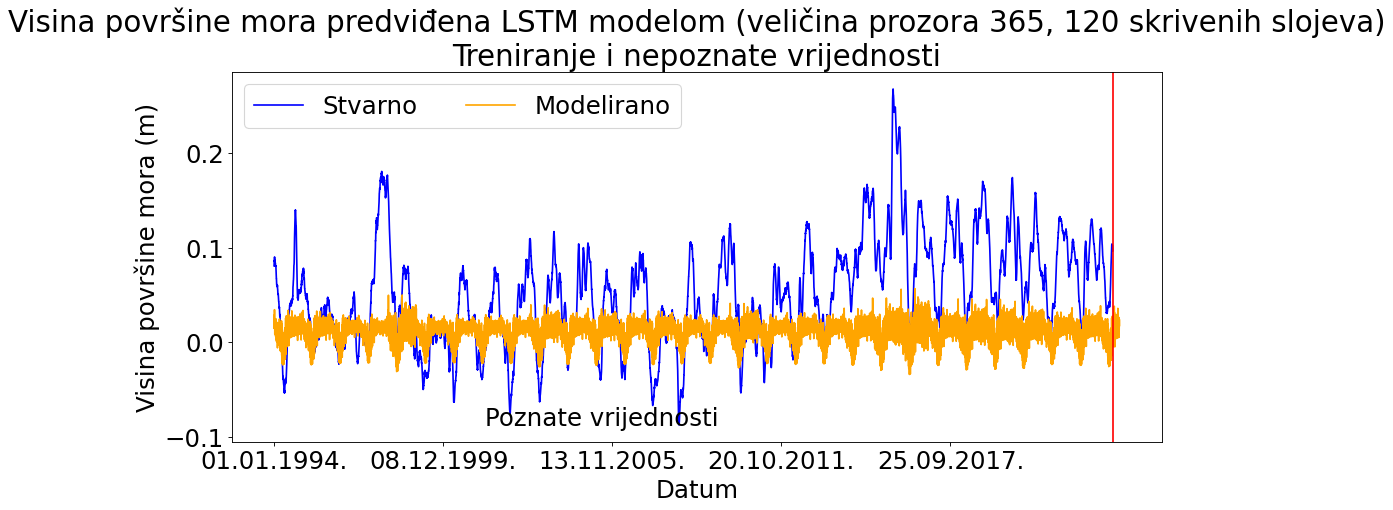 Visina površine mora predviđena LSTM modelom (veličina prozora 365, 120 skrivenih slojeva)
Treniranje i nepoznate vrijednosti
Stvarno Modelirano
Visina površine mora (m)
0.2
0.1
0.0
−0.1
Poznate vrijednosti
01.01.1994. 08.12.1999. 13.11.2005. 20.10.2011. 25.09.2017.
Datum